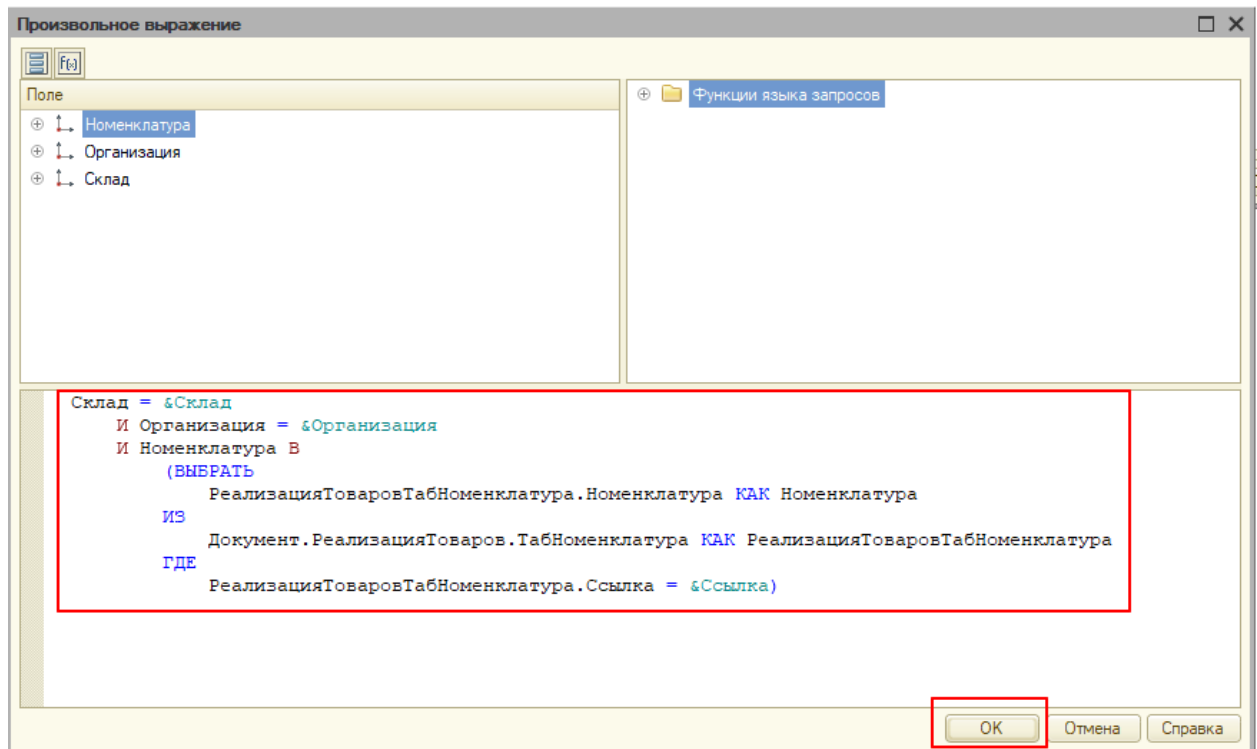 Произвольное выражение
Поле
Номенклатура
Организация
Склад
Функции языка запросов
Склад = &Склад
И Организация = &Организация
И Номенклатура В
(ВЫБРАТЬ
РеализацияТоваровТабНоменклатура.Номенклатура КАК Номенклатура
ИЗ
Документ.РеализацияТоваров.ТабНоменклатура КАК РеализацияТоваровТабНоменклатура
ГДЕ
РеализацияТоваровТабНоменклатура.Ссылка = &Ссылка)
OK Отмена Справка